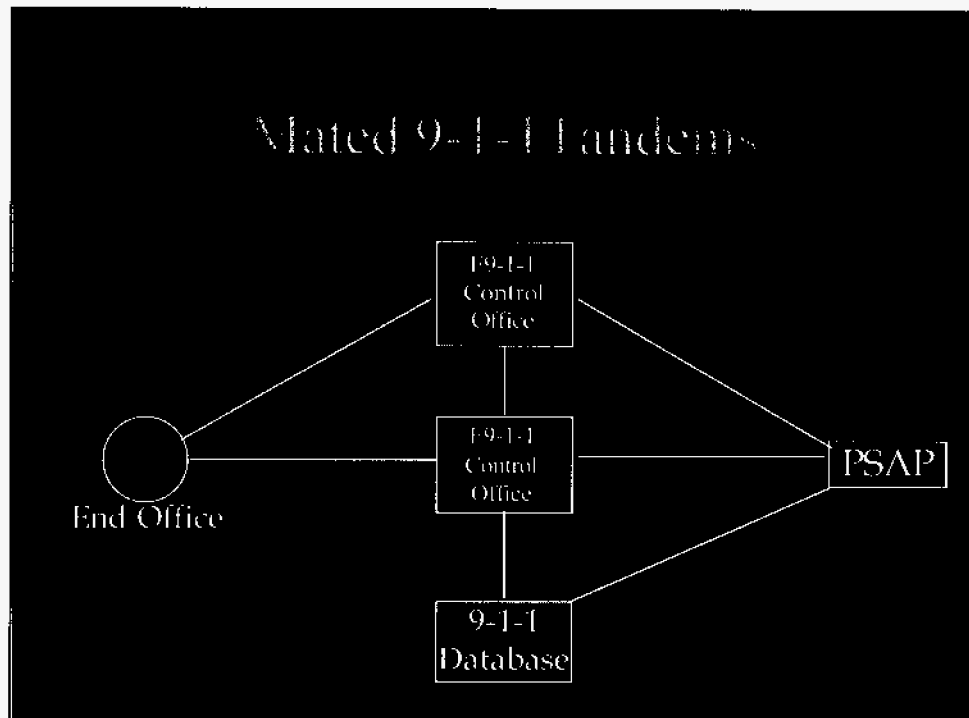 Mated 9-1-1 Tandems
E9-1-1
Control
Office
E9-1-1
Control
Office
PSAP
End Office
9-1-1
Database